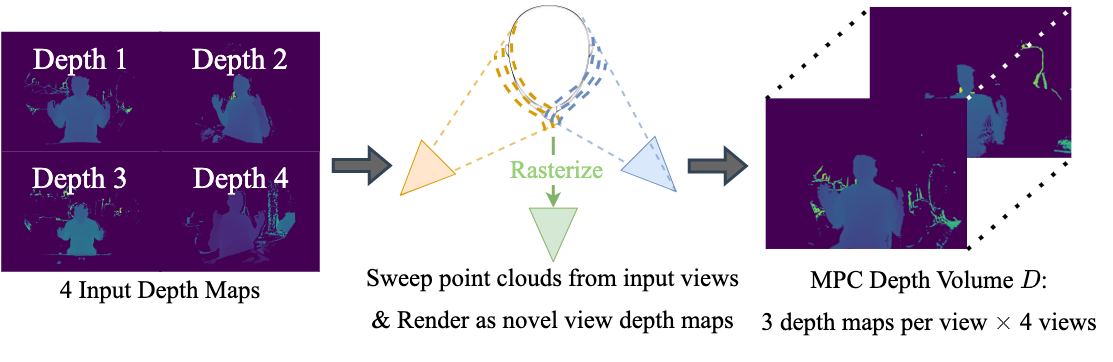 Depth 1
Depth 2
Depth 3
Depth 4
4 Input Depth Maps
Rasterize
Sweep point clouds from input views
& Render as novel view depth maps
MPC Depth Volume D:
3 depth maps per view × 4 views